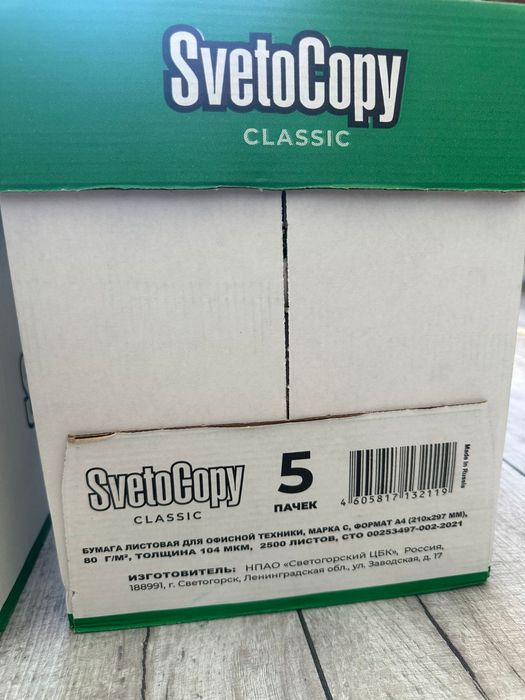 SvetoCopy
CLASSIC
SvetoCopy
CLASSIC
5
ПАЧЕК
4 605817 132119
Made in Russia
БУМАГА ЛИСТОВАЯ ДЛЯ ОФИСНОЙ ТЕХНИКИ, МАРКА С, ФОРМАТ А4 (210x297 ММ),
80 Г/М², ТОЛЩИНА 104 МКМ, 2500 ЛИСТОВ, СТО 00253497-002-2021
ИЗГОТОВИТЕЛЬ: НПАО «Светогорский ЦБК», Россия,
188991, г. Светогорск, Ленинградская обл., ул. Заводская, д. 17